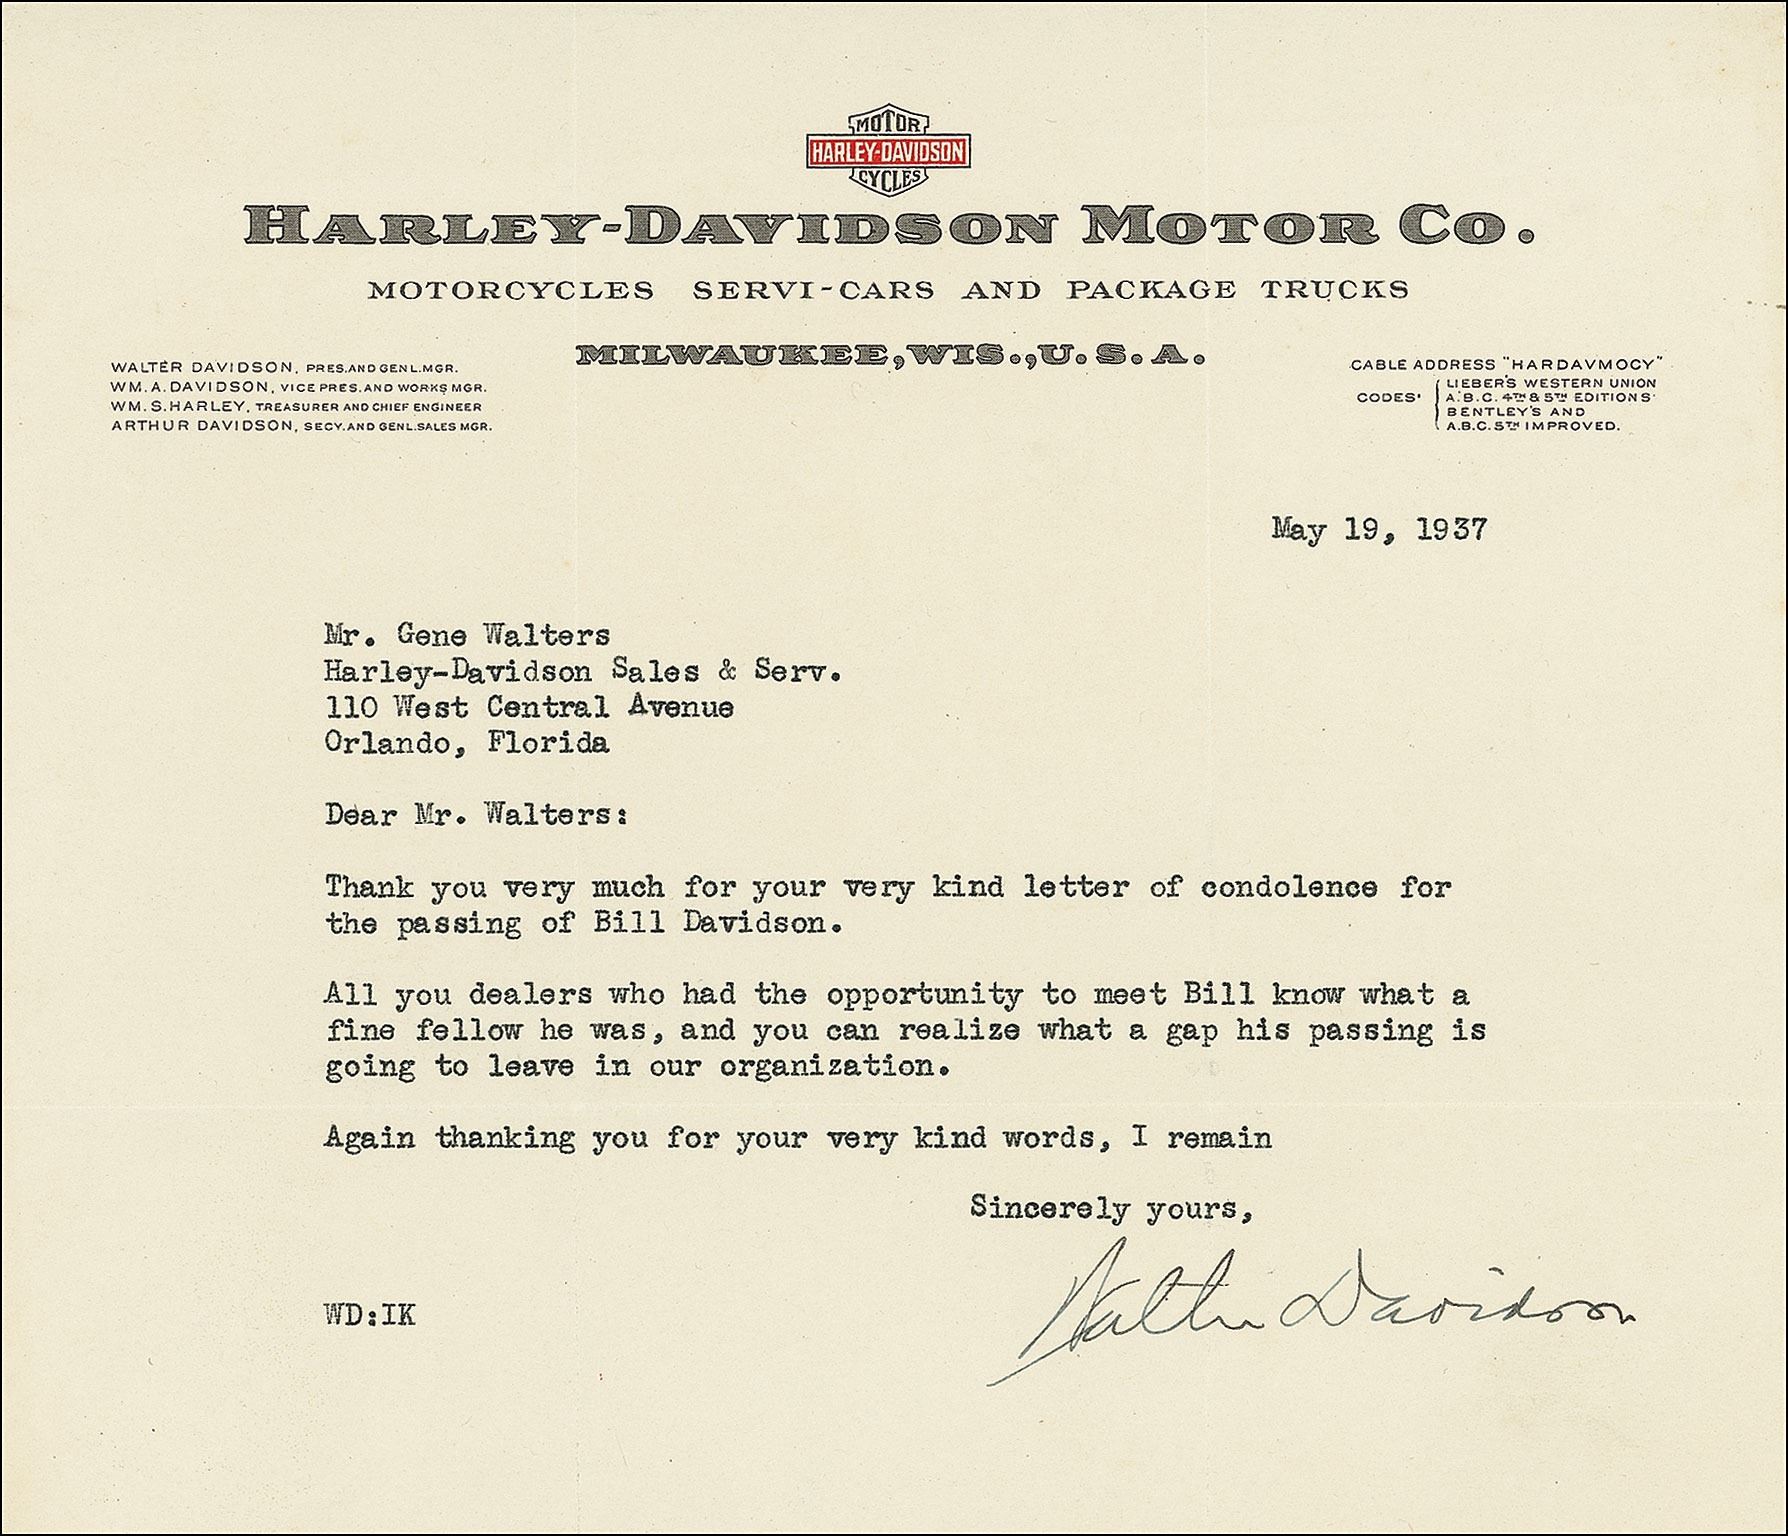 MOTOR
HARLEY-DAVIDSON
CYCLES
HARLEY-DAVIDSON MOTOR CO.
MOTORCYCLES SERVI-CARS AND PACKAGE TRUCKS
MILWAUKEE, WIS., U.S.A.
WALTER DAVIDSON, PRES. AND GENL. MGR.
WM. A. DAVIDSON, VICE PRES. AND WORKS MGR.
WM. S. HARLEY, TREASURER AND CHIEF ENGINEER
ARTHUR DAVIDSON, SECY. AND GENL. SALES MGR.
CABLE ADDRESS "HARDAVMOCY"
CODES:
LIEBER'S WESTERN UNION
A.B.C. 4TH & 5TH EDITIONS
BENTLEY'S AND
A.B.C. 5TH IMPROVED.
May 19, 1937
Mr. Gene Walters
Harley-Davidson Sales & Serv.
110 West Central Avenue
Orlando, Florida
Dear Mr. Walters:
Thank you very much for your very kind letter of condolence for
the passing of Bill Davidson.
All you dealers who had the opportunity to meet Bill know what a
fine fellow he was, and you can realize what a gap his passing is
going to leave in our organization.
Again thanking you for your very kind words, I remain
Sincerely yours,
Walter Davidson
WD:IK